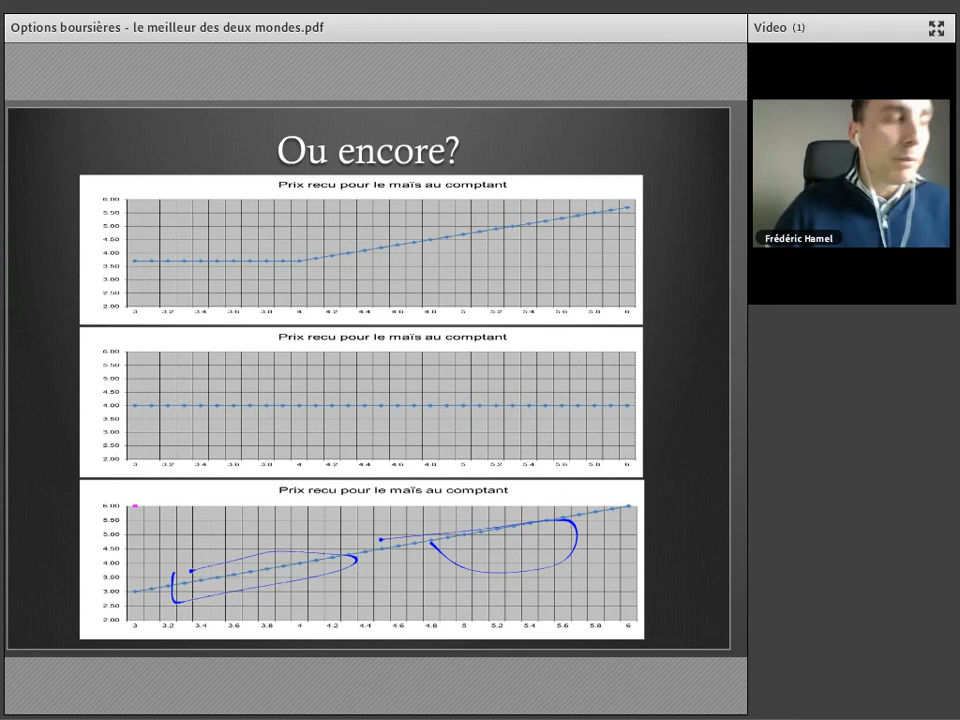 Options boursières - le meilleur des deux mondes.pdf
Video (1)
Frédéric Hamel
Ou encore?
Prix recu pour le maïs au comptant
6.00
5.50
5.00
4.50
4.00
3.50
3.00
2.50
2.00
3 3.2 3.4 3.6 3.8 4 4.2 4.4 4.6 4.8 5 5.2 5.4 5.6 5.8 6
Prix recu pour le maïs au comptant
6.00
5.50
5.00
4.50
4.00
3.50
3.00
2.50
2.00
3 3.2 3.4 3.6 3.8 4 4.2 4.4 4.6 4.8 5 5.2 5.4 5.6 5.8 6
Prix recu pour le maïs au comptant
6.00
5.50
5.00
4.50
4.00
3.50
3.00
2.50
2.00
3 3.2 3.4 3.6 3.8 4 4.2 4.4 4.6 4.8 5 5.2 5.4 5.6 5.8 6